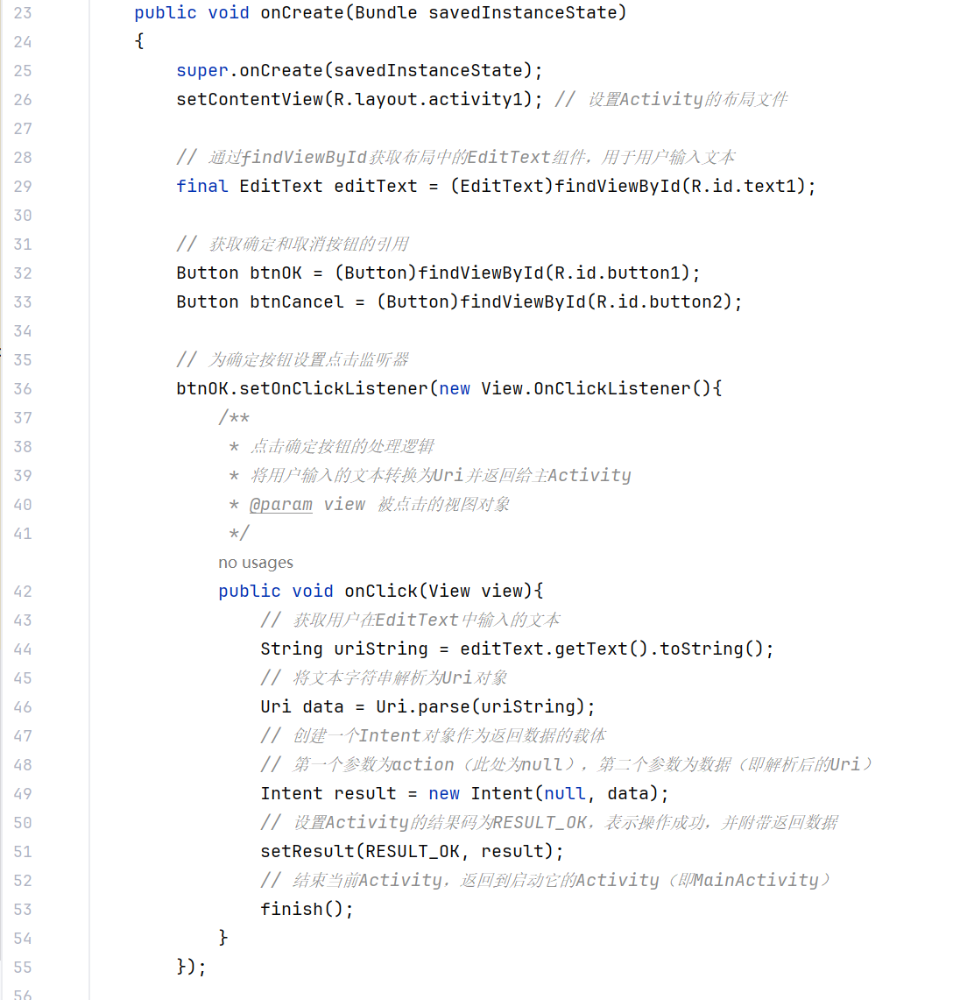 23 public void onCreate(Bundle savedInstanceState)
24 {
25 super.onCreate(savedInstanceState);
26 setContentView(R.layout.activity1); // 设置Activity的布局文件
27
28 // 通过findViewById获取布局中的EditText组件，用于用户输入文本
29 final EditText editText = (EditText)findViewById(R.id.text1);
30
31 // 获取确定和取消按钮的引用
32 Button btnOK = (Button)findViewById(R.id.button1);
33 Button btnCancel = (Button)findViewById(R.id.button2);
34
35 // 为确定按钮设置点击监听器
36 btnOK.setOnClickListener(new View.OnClickListener(){
37 /**
38 * 点击确定按钮的处理逻辑
39 * 将用户输入的文本转换为Uri并返回给主Activity
40 * @param view 被点击的视图对象
41 */
no usages
42 public void onClick(View view){
43 // 获取用户在EditText中输入的文本
44 String uriString = editText.getText().toString();
45 // 将文本字符串解析为Uri对象
46 Uri data = Uri.parse(uriString);
47 // 创建一个Intent对象作为返回数据的载体
48 // 第一个参数为action（此处为null），第二个参数为数据（即解析后的Uri）
49 Intent result = new Intent(null, data);
50 // 设置Activity的结果码为RESULT_OK，表示操作成功，并附带返回数据
51 setResult(RESULT_OK, result);
52 // 结束当前Activity，返回到启动它的Activity（即MainActivity）
53 finish();
54 }
55 });
56